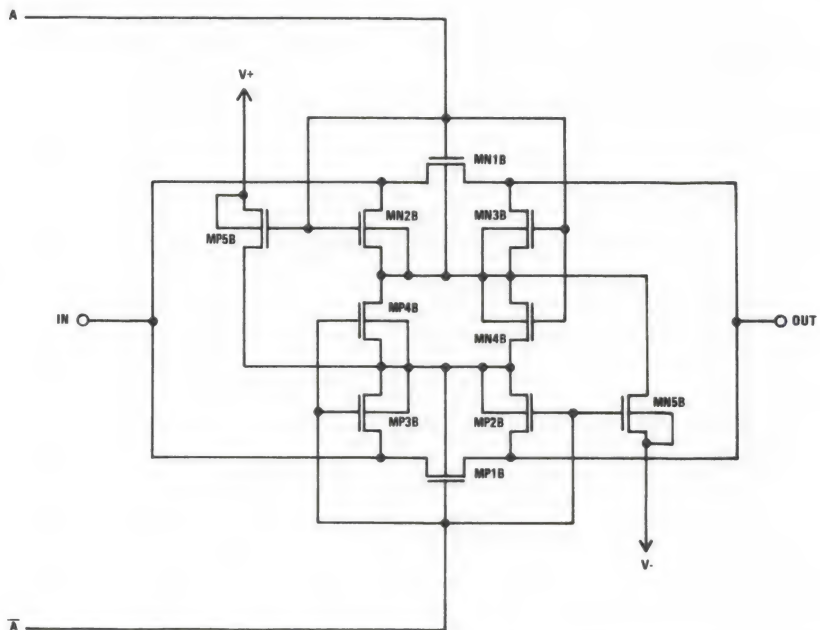 A
V+
MN1B
MN2B
MN3B
MP5B
MP4B
IN
MN4B
OUT
MN5B
MP3B
MP2B
MP1B
V-
A̅